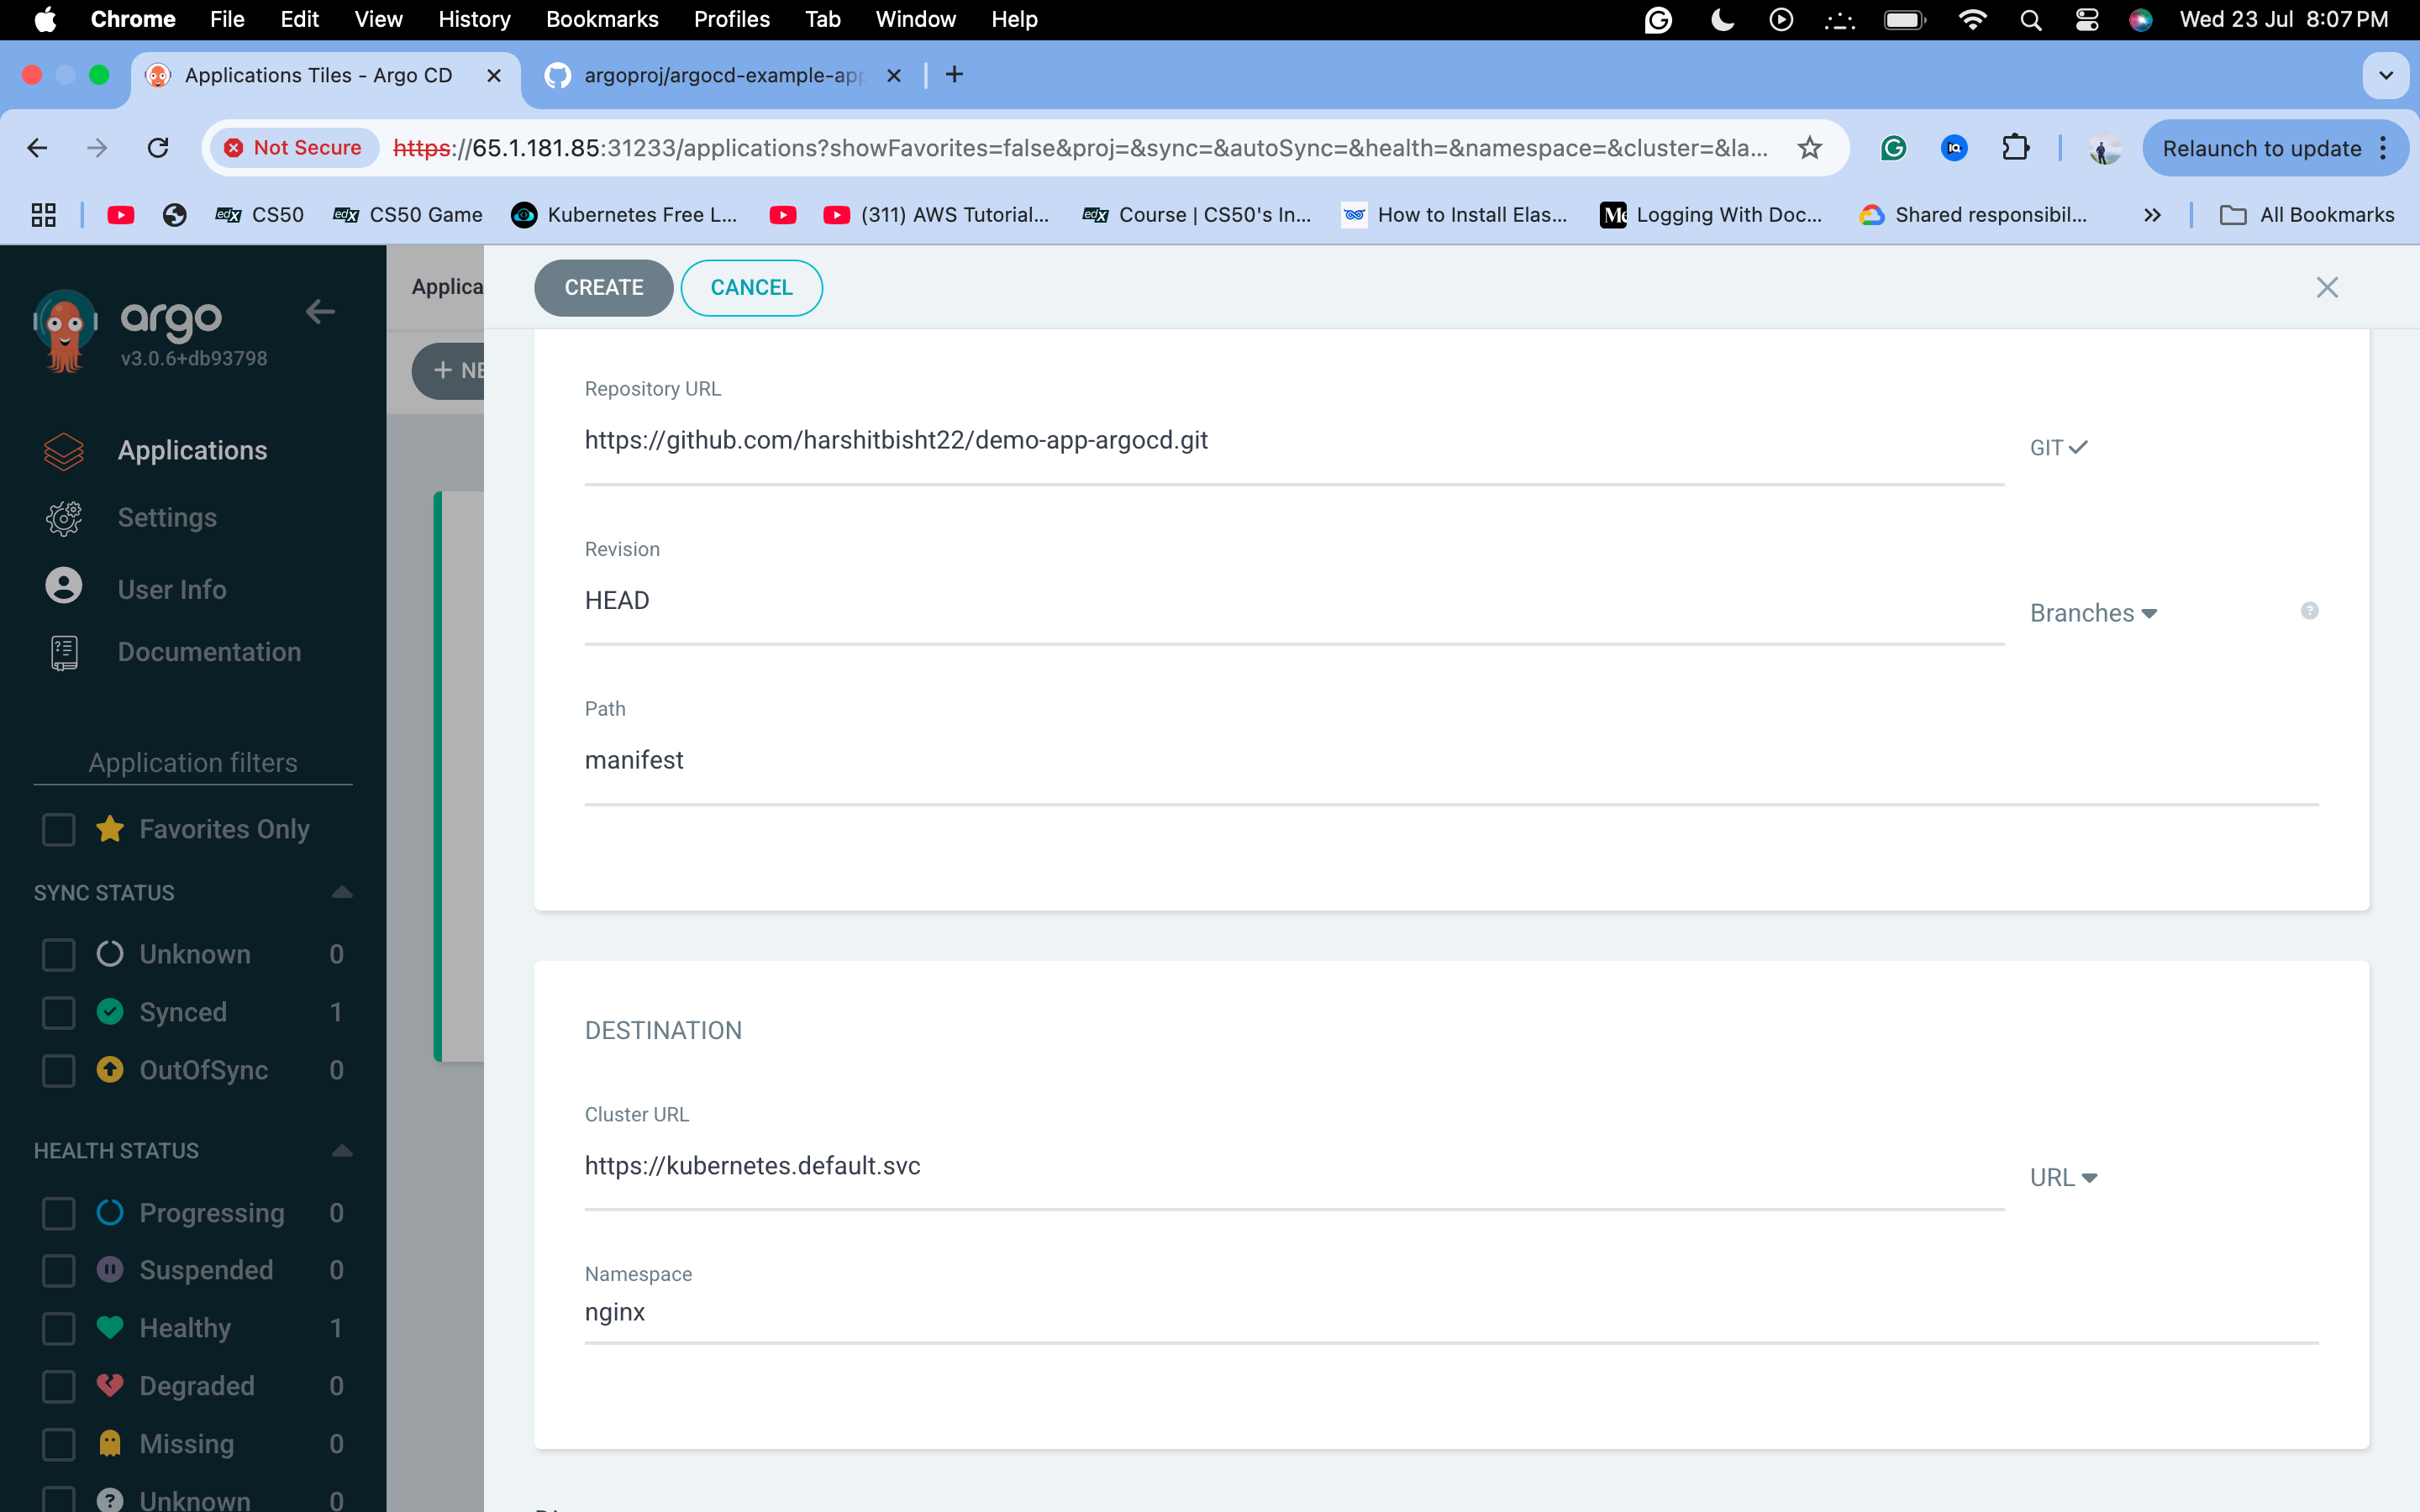 Chrome File Edit View History Bookmarks Profiles Tab Window Help Wed 23 Jul 8:07 PM
Applications Tiles - Argo CD argoproj/argocd-example-app
Not Secure https://65.1.181.85:31233/applications?showFavorites=false&proj=&sync=&autoSync=&health=&namespace=&cluster=&la... Relaunch to update
CS50 CS50 Game Kubernetes Free L... (311) AWS Tutorial... Course | CS50's In... How to Install Elas... Logging With Doc... Shared responsibil... All Bookmarks
argo
v3.0.6+db93798
Applications
Settings
User Info
Documentation
Application filters
Favorites Only
SYNC STATUS
Unknown 0
Synced 1
OutOfSync 0
HEALTH STATUS
Progressing 0
Suspended 0
Healthy 1
Degraded 0
Missing 0
Unknown 0
Applica
+ NE
CREATE CANCEL
Repository URL
https://github.com/harshitbisht22/demo-app-argocd.git
GIT
Revision
HEAD
Branches
Path
manifest
DESTINATION
Cluster URL
https://kubernetes.default.svc
URL
Namespace
nginx